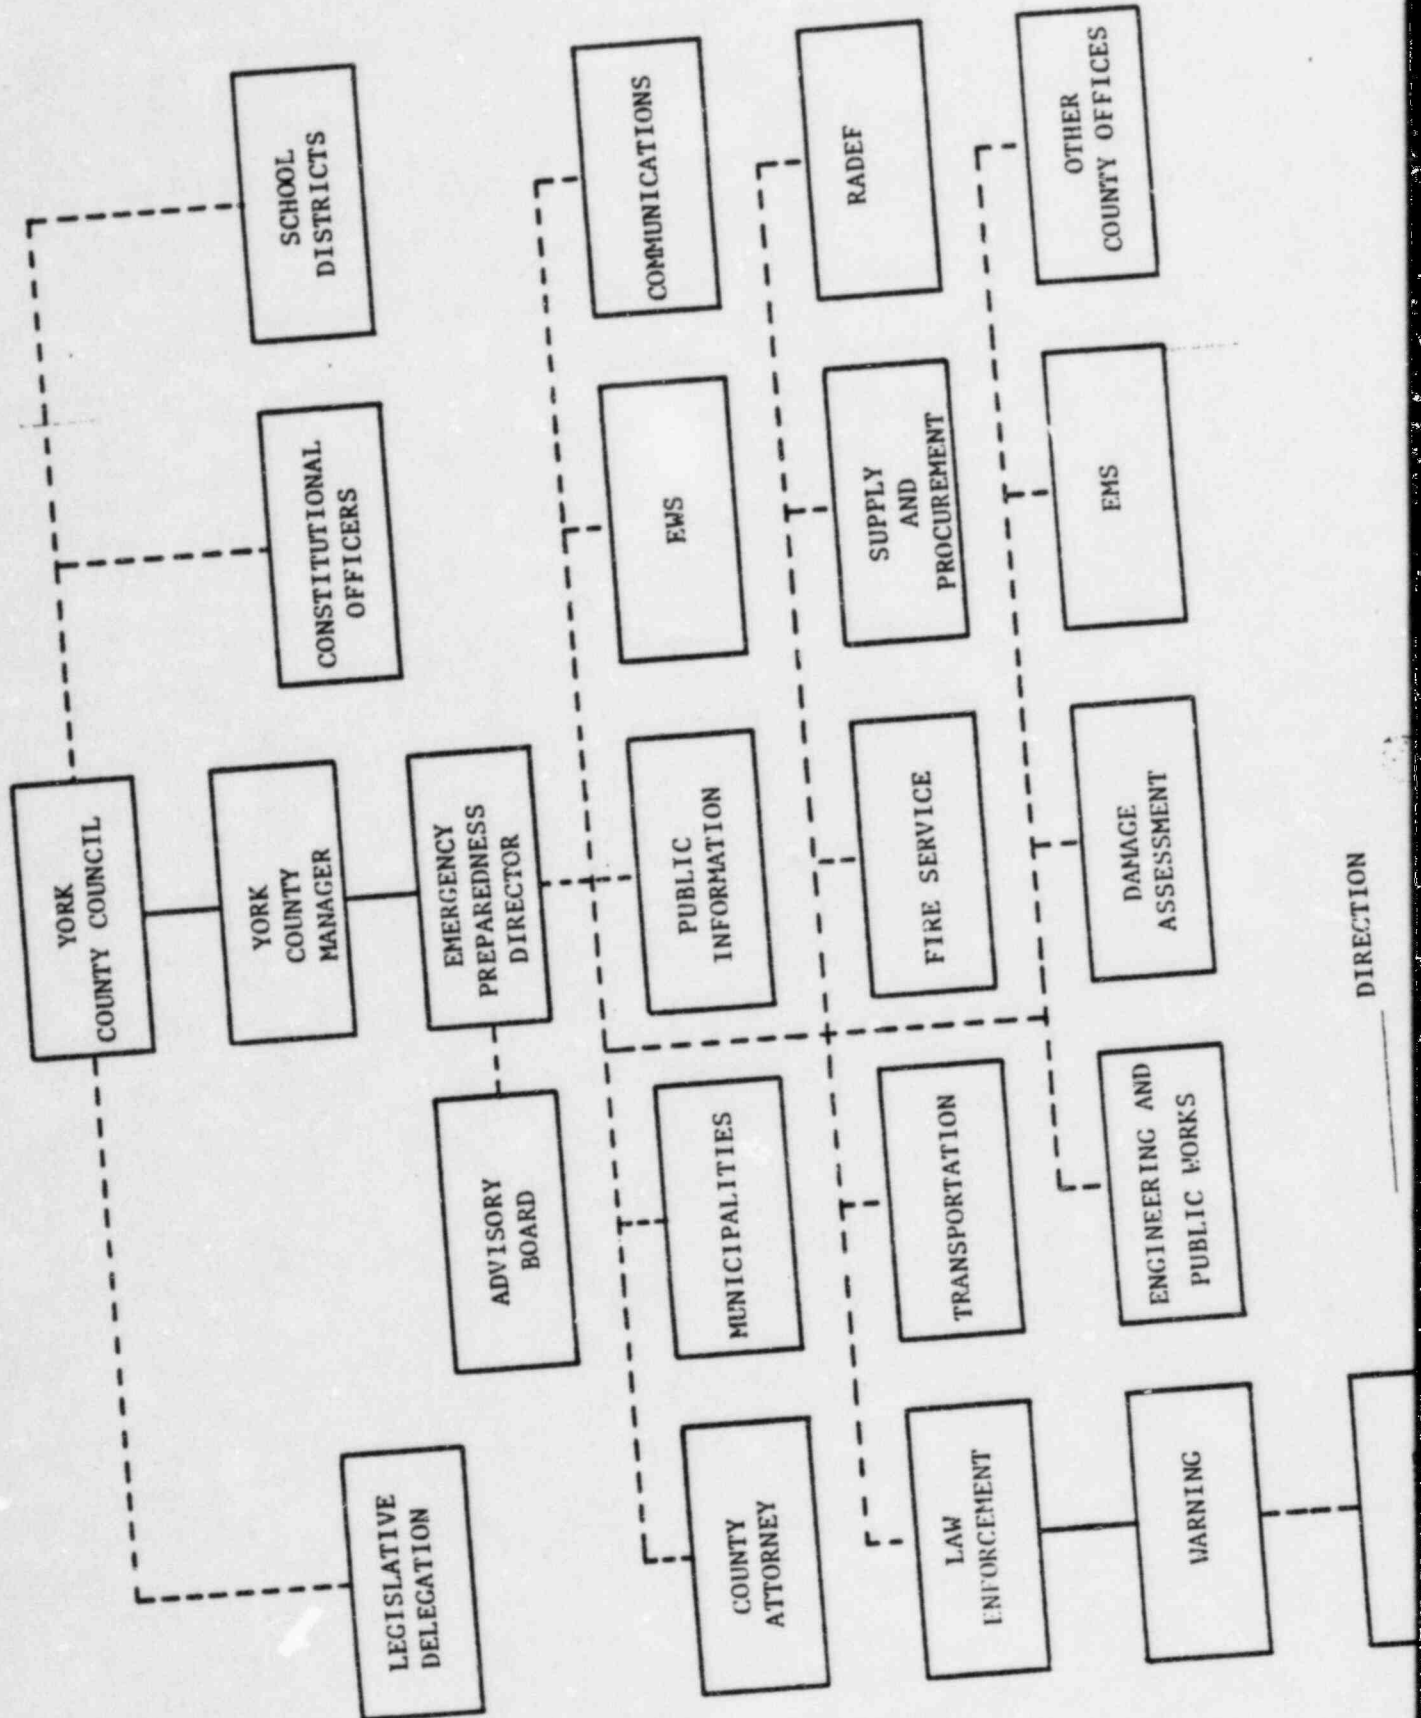 YORK
COUNTY COUNCIL
YORK
COUNTY
MANAGER
EMERGENCY
PREPAREDNESS
DIRECTOR
LEGISLATIVE
DELEGATION
ADVISORY
BOARD
CONSTITUTIONAL
OFFICERS
SCHOOL
DISTRICTS
COUNTY
ATTORNEY
MUNICIPALITIES
PUBLIC
INFORMATION
EWS
COMMUNICATIONS
LAW
ENFORCEMENT
TRANSPORTATION
FIRE SERVICE
SUPPLY
AND
PROCUREMENT
RADEF
WARNING
ENGINEERING AND
PUBLIC WORKS
DAMAGE
ASSESSMENT
EMS
OTHER
COUNTY OFFICES
DIRECTION